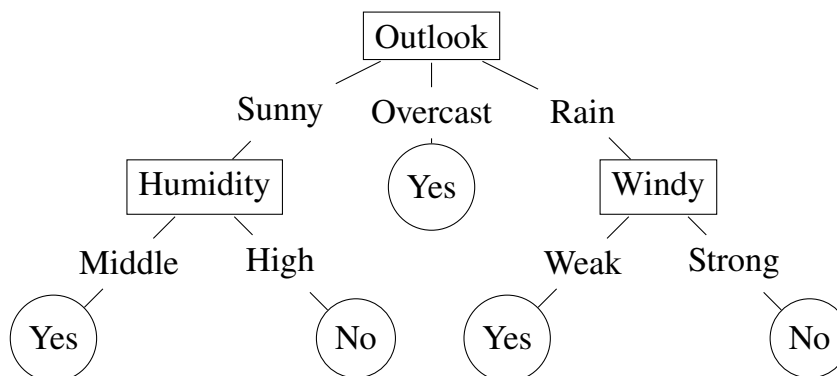 Outlook
Sunny Overcast Rain
Humidity Yes Windy
Middle High Weak Strong
Yes No Yes No